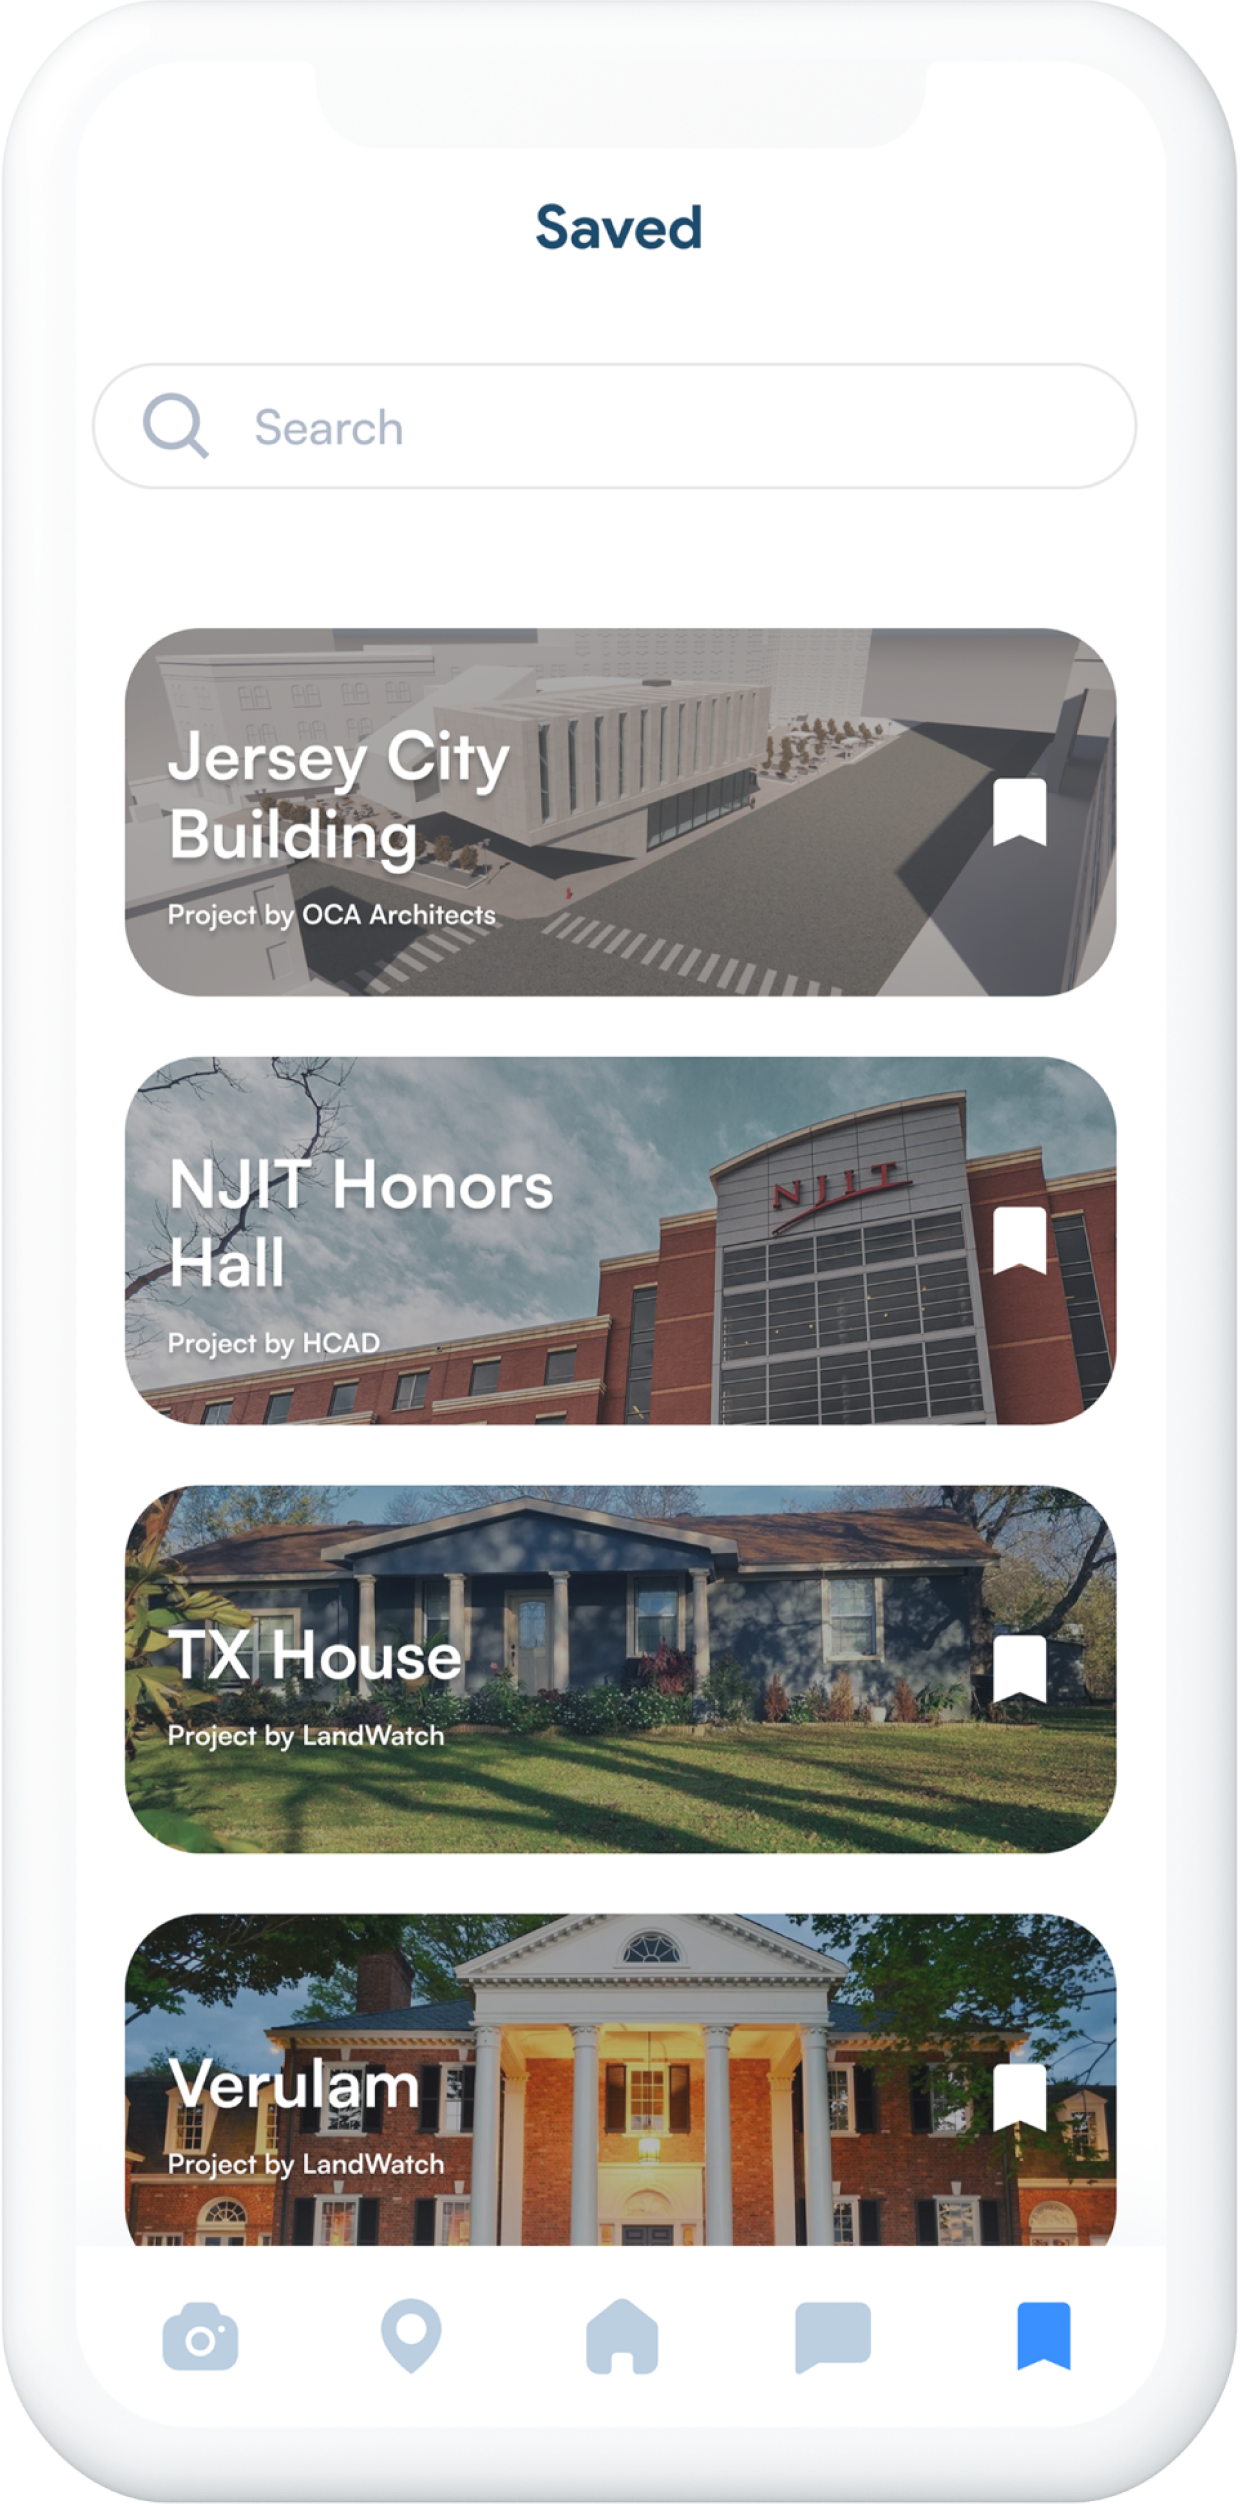 Saved
Search
Jersey City
Building
Project by OCA Architects
NJIT
NJIT Honors
Hall
Project by HCAD
TX House
Project by LandWatch
Verulam
Project by LandWatch